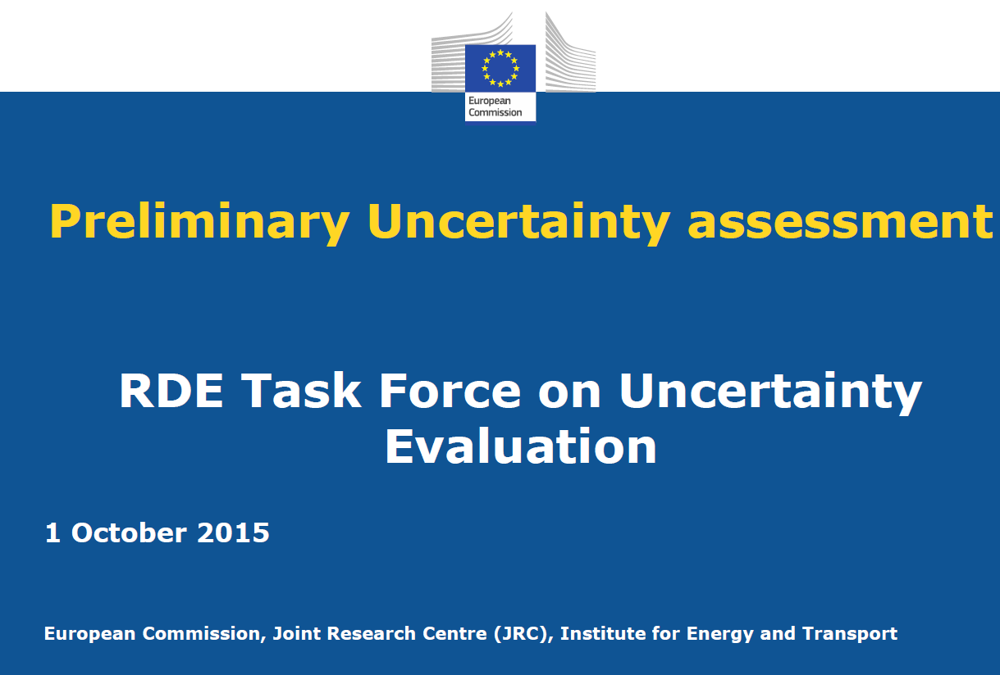 European
Commission
Preliminary Uncertainty assessment
RDE Task Force on Uncertainty
Evaluation
1 October 2015
European Commission, Joint Research Centre (JRC), Institute for Energy and Transport